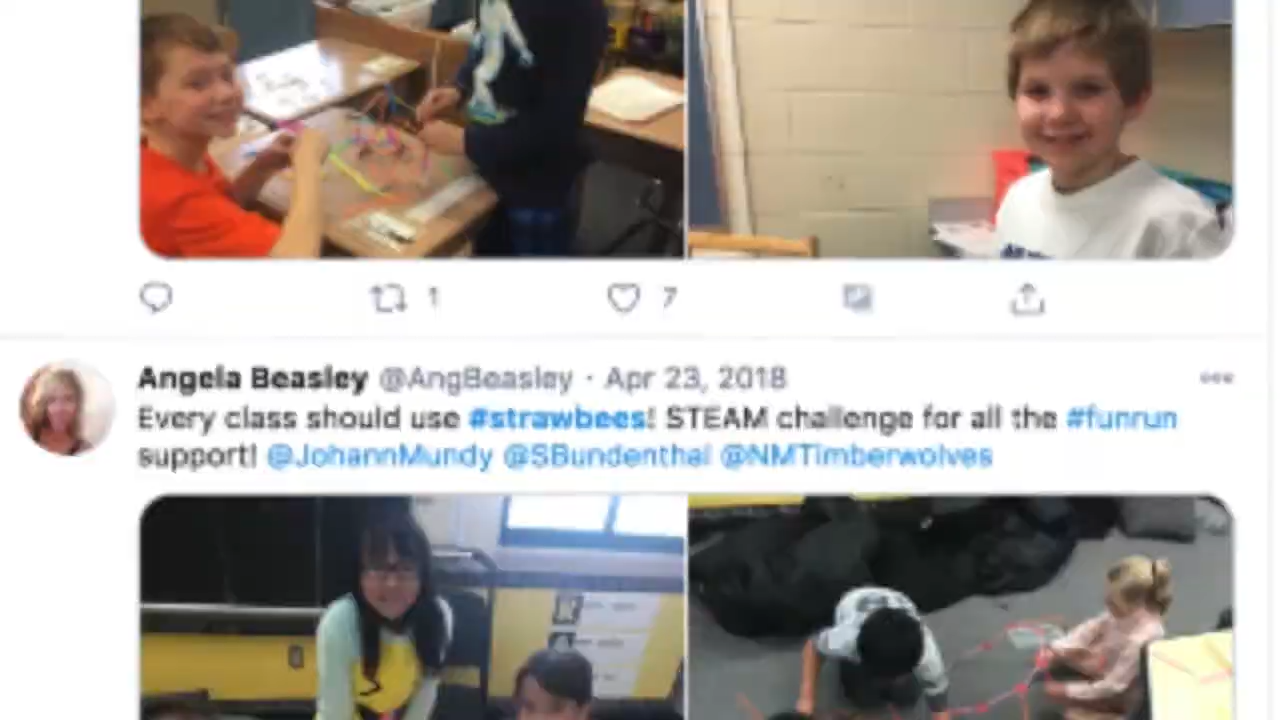 1
7
Angela Beasley @AngBeasley · Apr 23, 2018
Every class should use #strawbees! STEAM challenge for all the #funrun
support! @JohannMundy @SBundenthal @NMTimberwolves